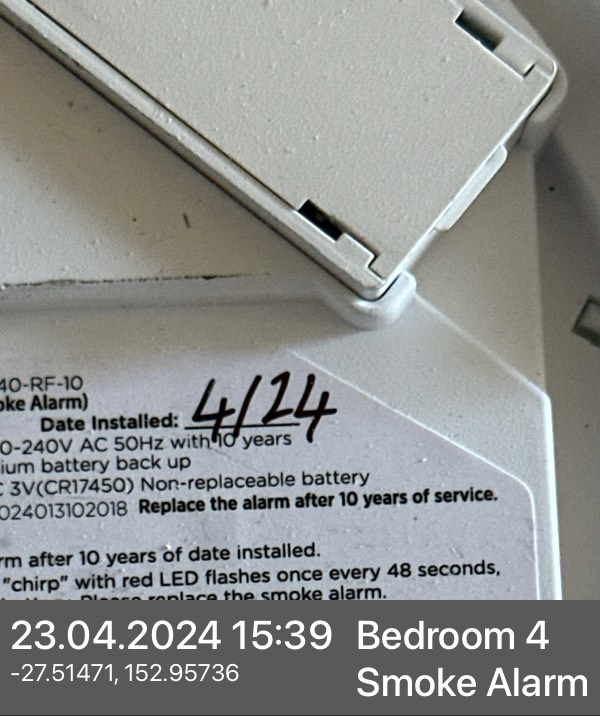 40-RF-10
oke Alarm)
Date Installed: 4/24
0-240V AC 50Hz with 10 years
ium battery back up
C 3V(CR17450) Non-replaceable battery
024013102018 Replace the alarm after 10 years of service.
rm after 10 years of date installed.
"chirp" with red LED flashes once every 48 seconds,
Please replace the smoke alarm.
23.04.2024 15:39
-27.51471, 152.95736
Bedroom 4
Smoke Alarm